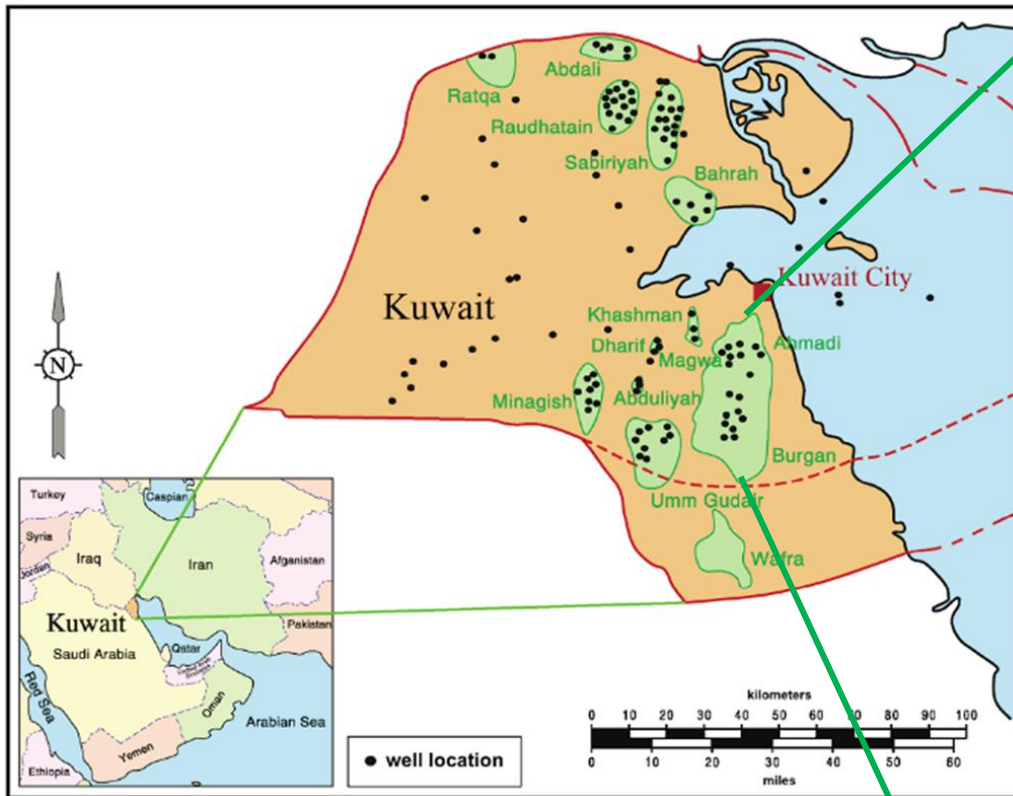 Abdali
Ratqa
Raudhatain
Sabiriyah
Bahrah
Kuwait City
Kuwait
Khashman
Ahmadi
Dharif
Magwa
Minagish
Abduliyah
Burgan
Umm Gudair
Wafra
N
Turkey
Caspian
Syria
Iraq
Iran
Afganistan
Jordan
Kuwait
Pakistan
Saudi Arabia
Qatar
Red Sea
Oman
Arabian Sea
Yemen
Ethiopia
well location
kilometers
0 10 20 30 40 50 60 70 80 90 100
0 10 20 30 40 50 60
miles